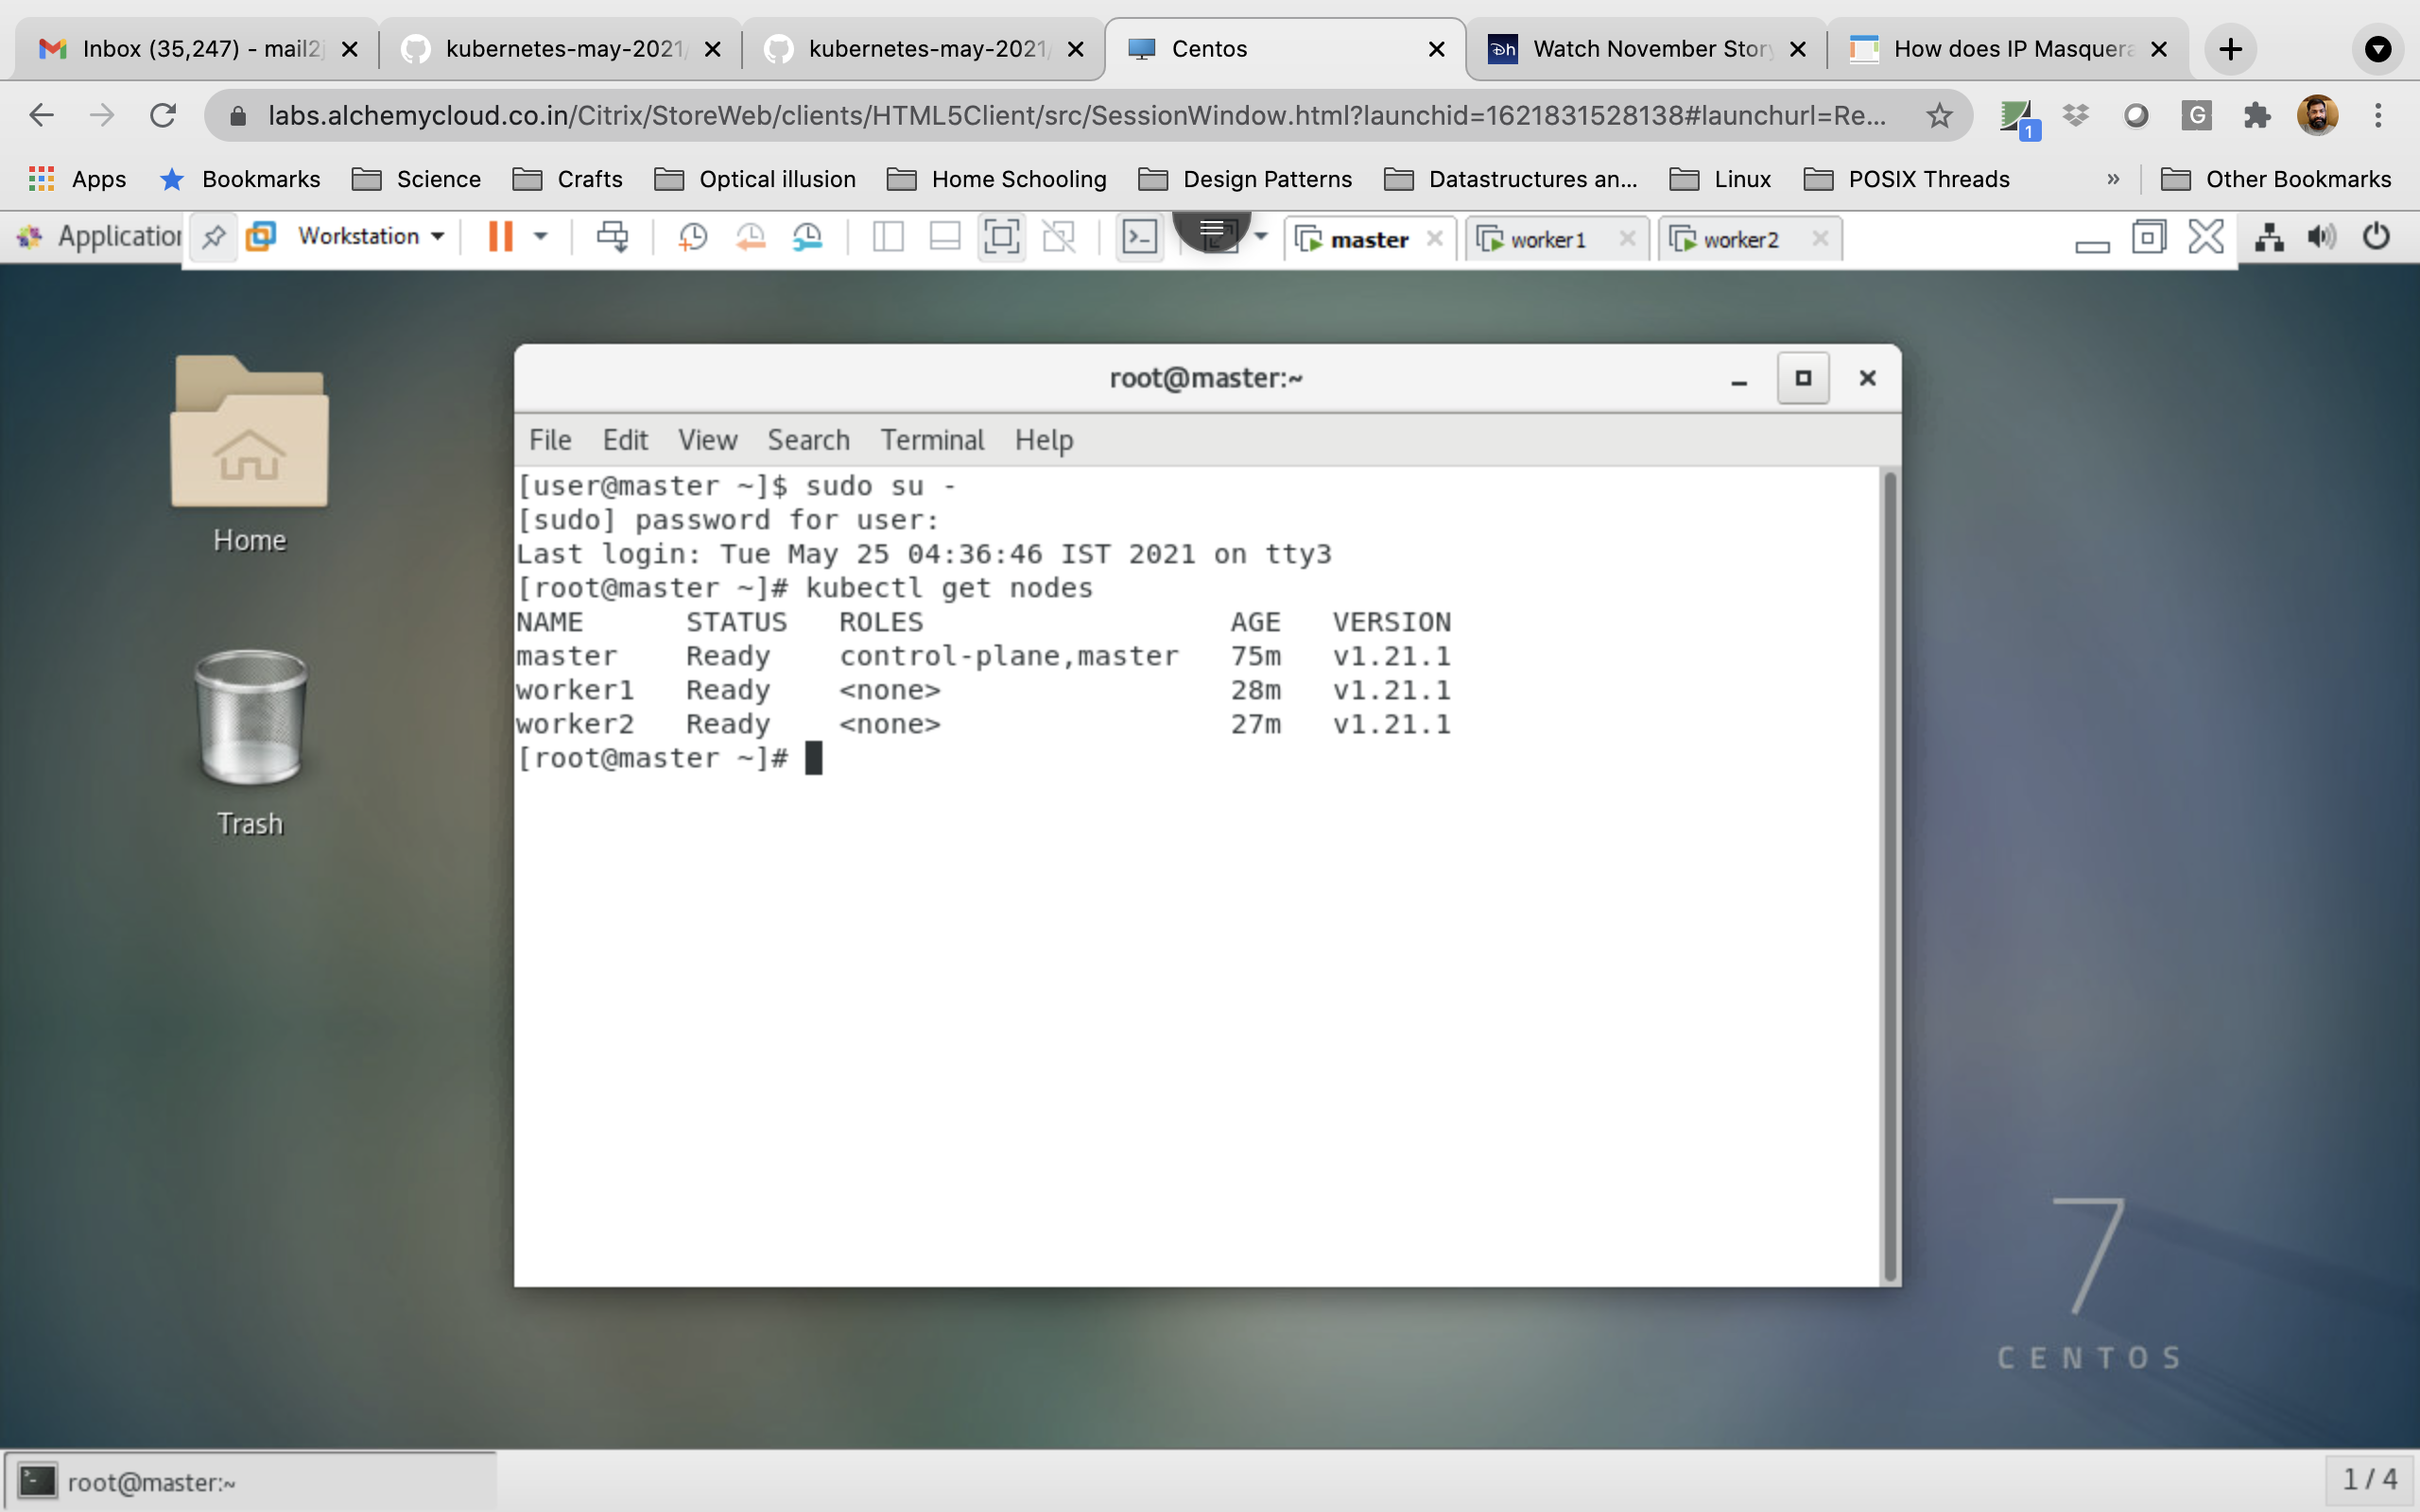 Inbox (35,247) - mail2j
kubernetes-may-2021/
kubernetes-may-2021/
Centos
Watch November Story
How does IP Masquera
labs.alchemycloud.co.in/Citrix/StoreWeb/clients/HTML5Client/src/SessionWindow.html?launchid=1621831528138#launchurl=Re...
1
G
Apps
Bookmarks
Science
Crafts
Optical illusion
Home Schooling
Design Patterns
Datastructures an...
Linux
POSIX Threads
»
Other Bookmarks
Application
Workstation
master
worker1
worker2
Home
Trash
root@master:~
File Edit View Search Terminal Help
[user@master ~]$ sudo su -
[sudo] password for user:
Last login: Tue May 25 04:36:46 IST 2021 on tty3
[root@master ~]# kubectl get nodes
NAME STATUS ROLES AGE VERSION
master Ready control-plane,master 75m v1.21.1
worker1 Ready <none> 28m v1.21.1
worker2 Ready <none> 27m v1.21.1
[root@master ~]#
7
CENTOS
root@master:~
1 / 4